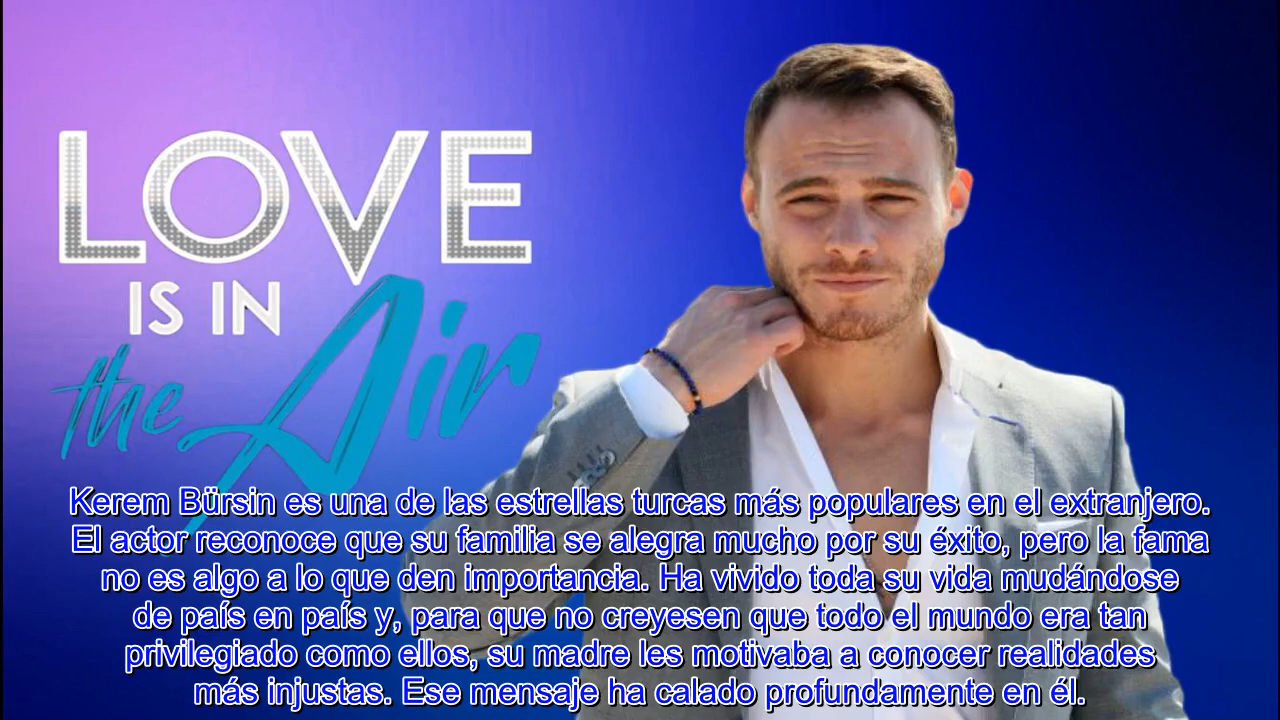 LOVE
IS IN
the Air
Kerem Bürsin es una de las estrellas turcas más populares en el extranjero.
El actor reconoce que su familia se alegra mucho por su éxito, pero la fama
no es algo a lo que den importancia. Ha vivido toda su vida mudándose
de país en país y, para que no creyesen que todo el mundo era tan
privilegiado como ellos, su madre les motivaba a conocer realidades
más injustas. Ese mensaje ha calado profundamente en él.